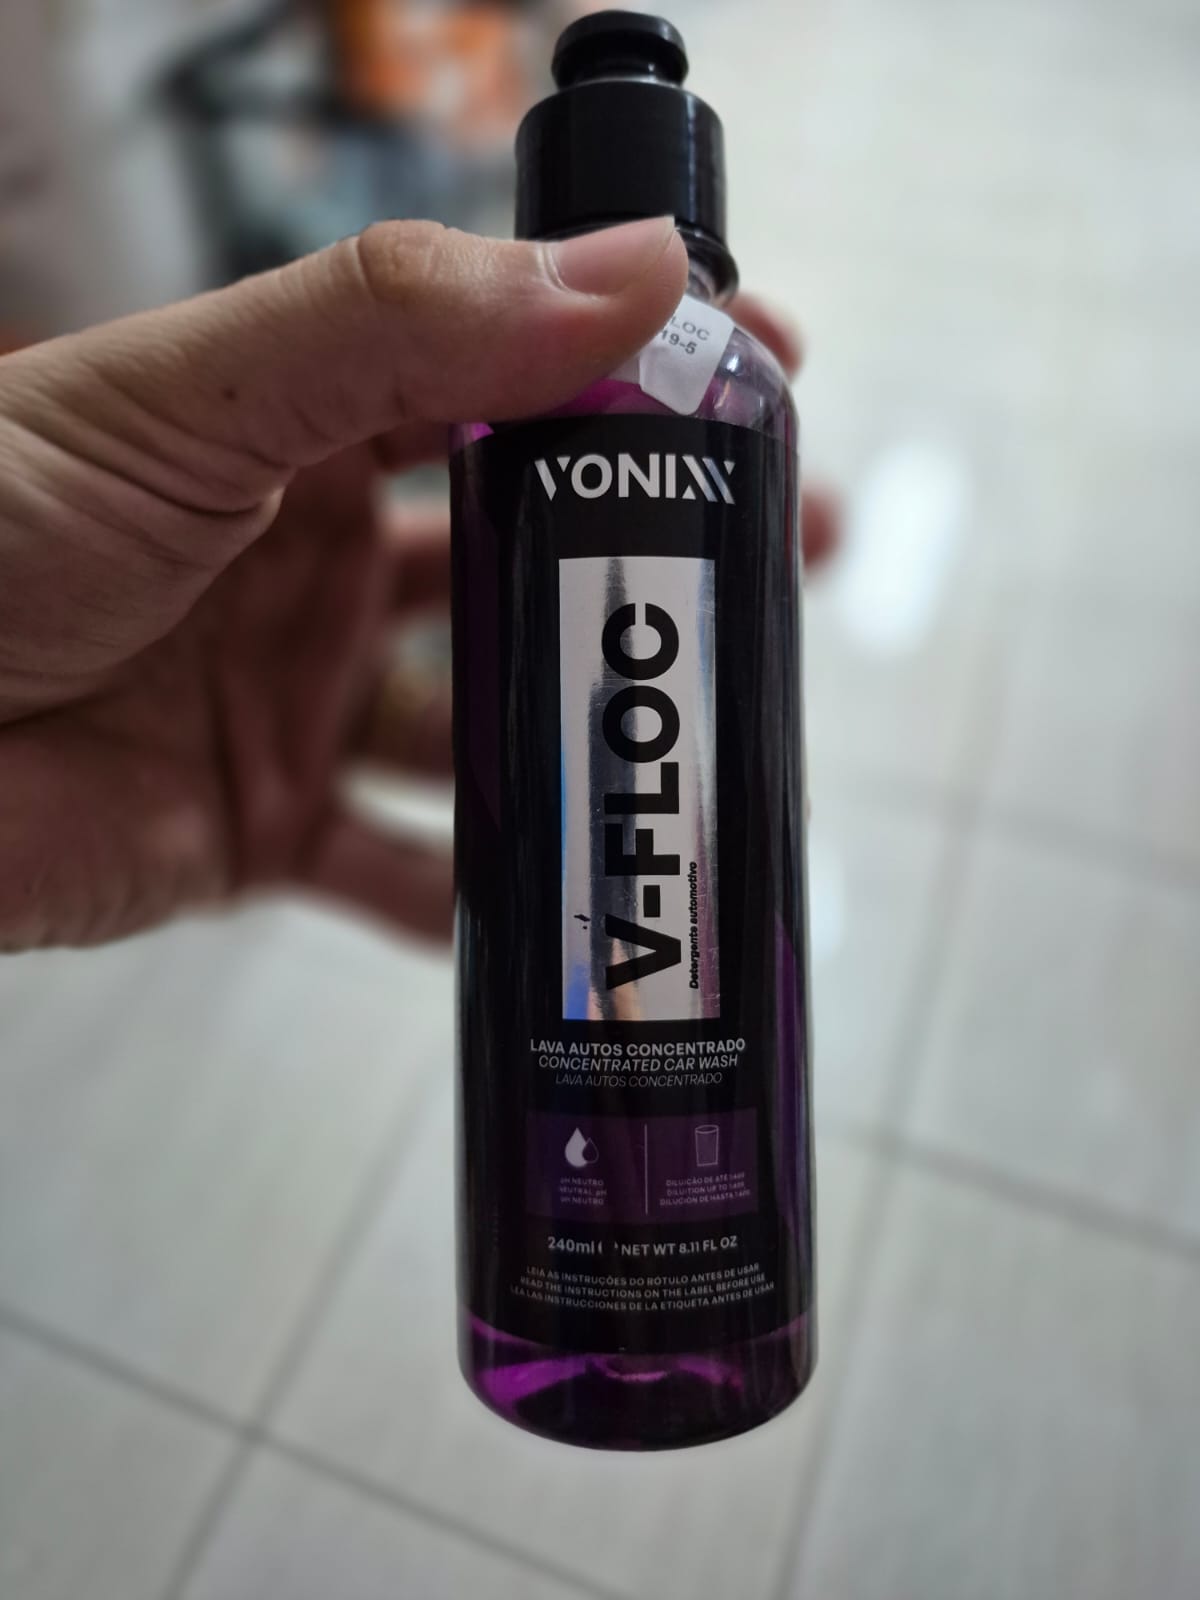 LOC
19-5
VONIXX
V-FLOC
Detergente automotivo
LAVA AUTOS CONCENTRADO
CONCENTRATED CAR WASH
LAVA AUTOS CONCENTRADO
pH NEUTRO
NEUTRAL pH
pH NEUTRO
DILUIÇÃO DE ATÉ 1:400
DILUITION UP TO 1:400
DILUCIÓN DE HASTA 1:400
240ml NET WT 8.11 FL OZ
LEIA AS INSTRUÇÕES DO RÓTULO ANTES DE USAR
READ THE INSTRUCTIONS ON THE LABEL BEFORE USE
LEA LAS INSTRUCCIONES DE LA ETIQUETA ANTES DE USAR